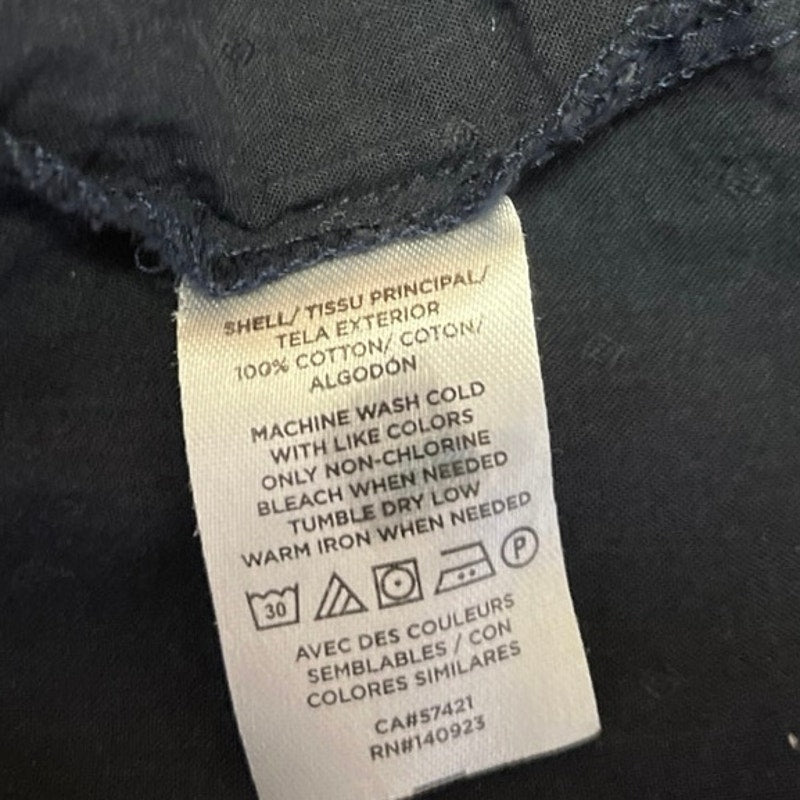 SHELL/ TISSU PRINCIPAL/
TELA EXTERIOR
100% COTTON/ COTON/
ALGODÓN
MACHINE WASH COLD
WITH LIKE COLORS
ONLY NON-CHLORINE
BLEACH WHEN NEEDED
TUMBLE DRY LOW
WARM IRON WHEN NEEDED
30 P
AVEC DES COULEURS
SEMBLABLES / CON
COLORES SIMILARES
CA#57421
RN#140923